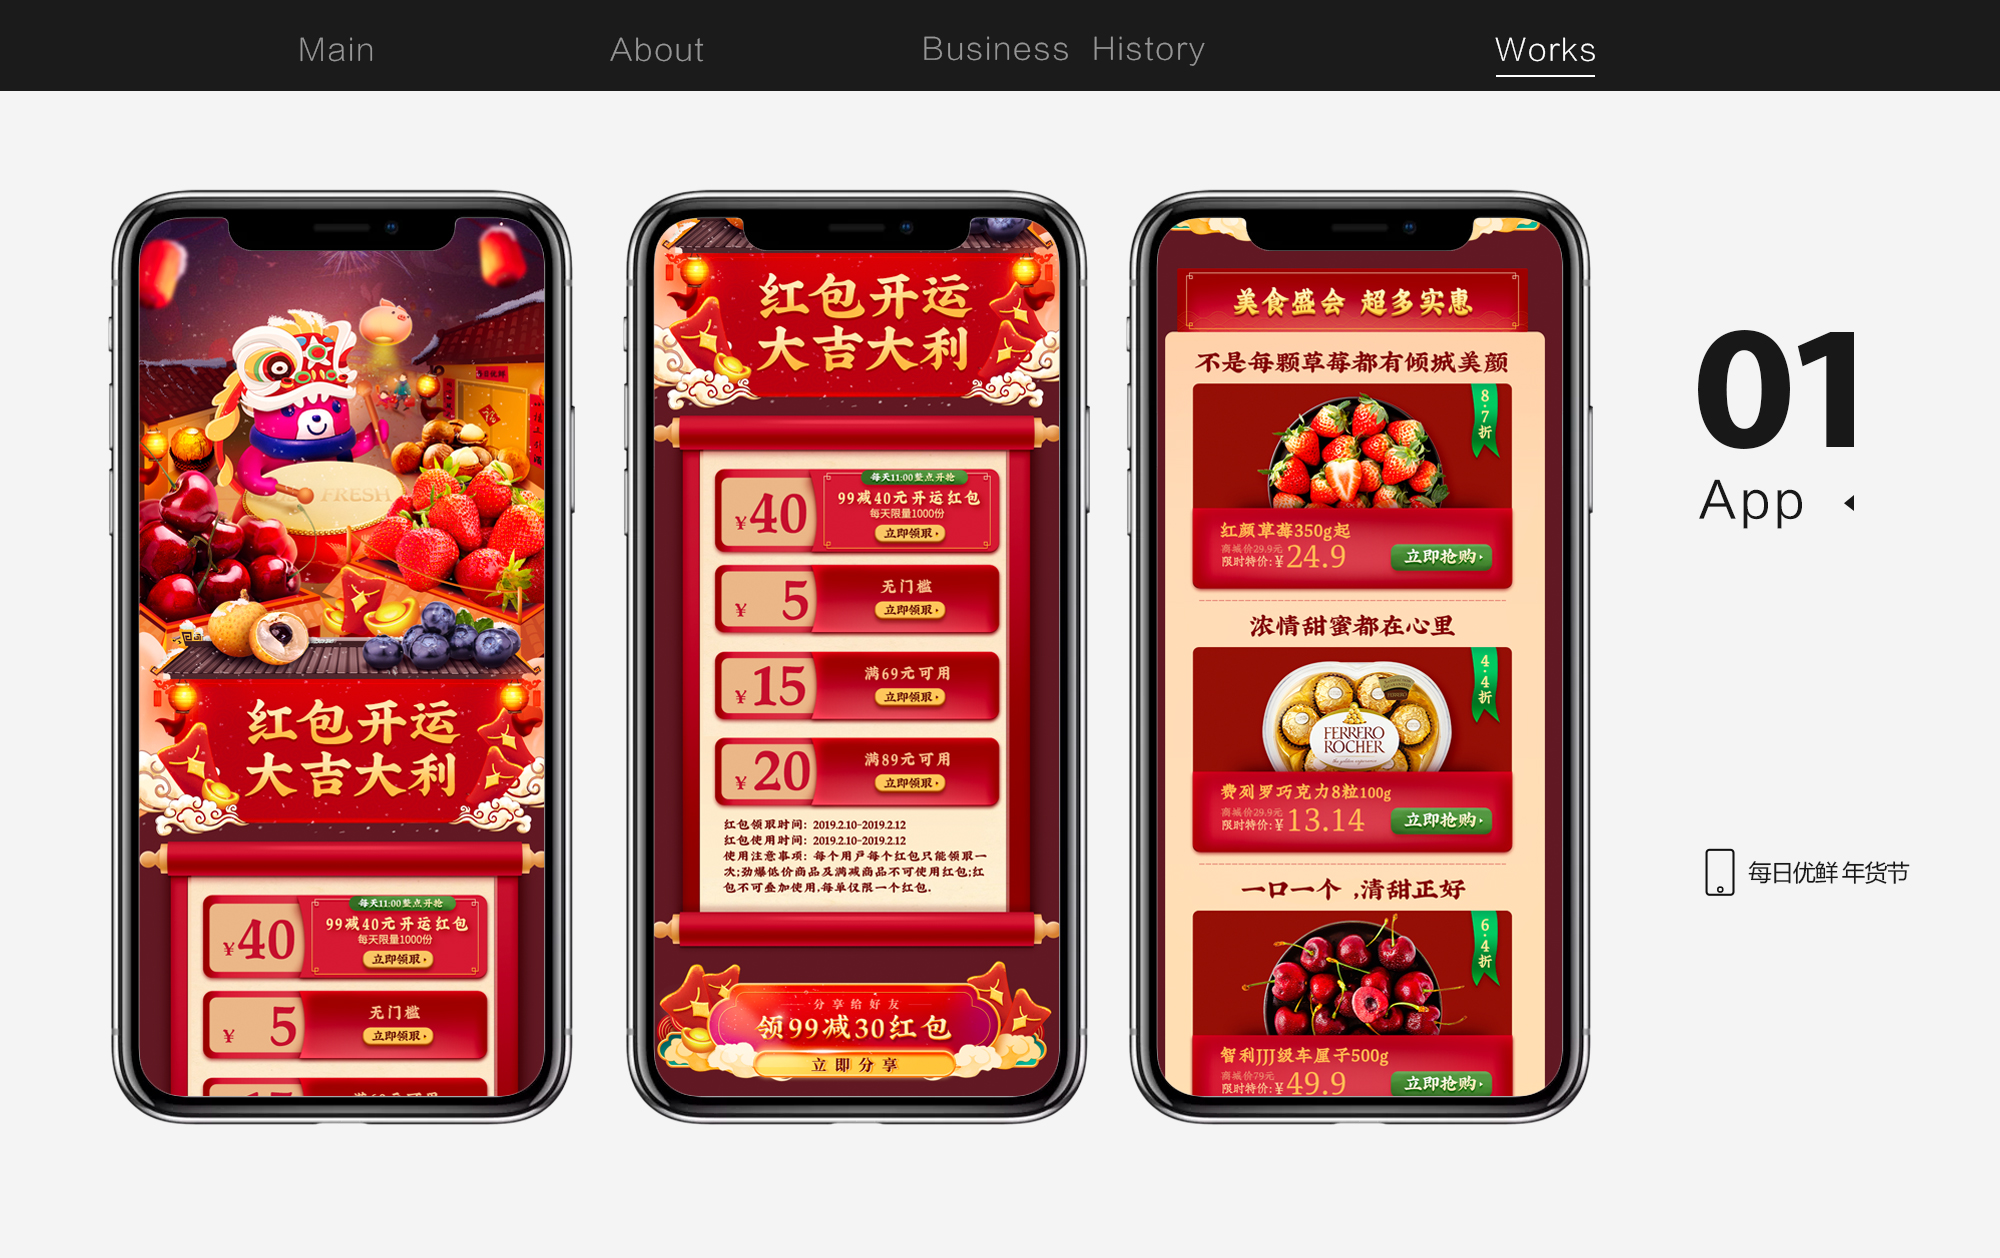 Main
About
Business History
Works
FRESH
红包开运
大吉大利
每天11:00整点开抢
¥40
99减40元开运红包
每天限量1000份
立即领取
¥5
无门槛
立即领取
红包开运
大吉大利
每天11:00整点开抢
¥40
99减40元开运红包
每天限量1000份
立即领取
¥5
无门槛
立即领取
¥15
满69元可用
立即领取
¥20
满89元可用
立即领取
红包领取时间: 2019.2.10-2019.2.12
红包使用时间: 2019.2.10-2019.2.12
使用注意事项: 每个用户每个红包只能领取一
次;劲爆低价商品及满减商品不可使用红包;红
包不可叠加使用,每单仅限一个红包.
分享给好友
领99减30红包
立即分享
美食盛会 超多实惠
不是每颗草莓都有倾城美颜
8.7折
红颜草莓350g起
商城价29.9元
限时特价:¥24.9
立即抢购
浓情甜蜜都在心里
4.4折
FERRERO
ROCHER
the golden experience
费列罗巧克力8粒100g
商城价29.9元
限时特价:¥13.14
立即抢购
一口一个 ,清甜正好
6.4折
智利JJJ级车厘子500g
商城价79元
限时特价:¥49.9
立即抢购
01
App
每日优鲜 年货节